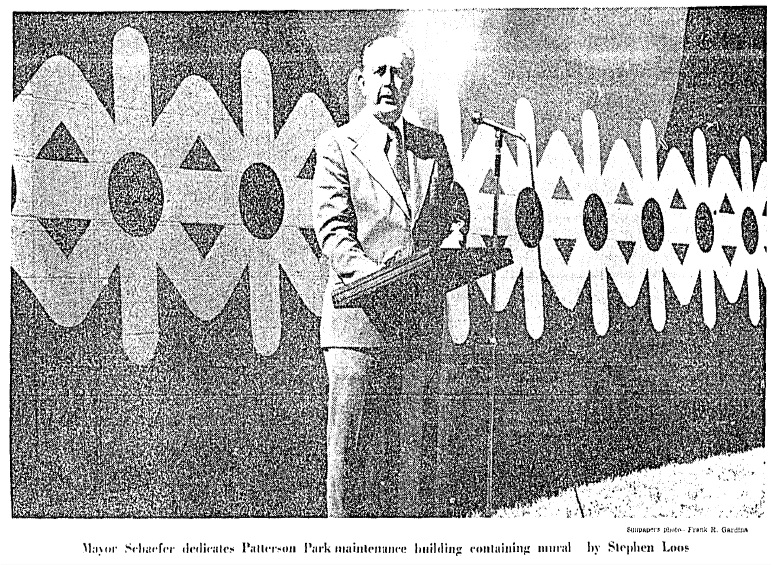 Sunpapers photo—Frank R. Gardina
Mayor Schaefer dedicates Patterson Park maintenance building containing mural by Stephen Loos